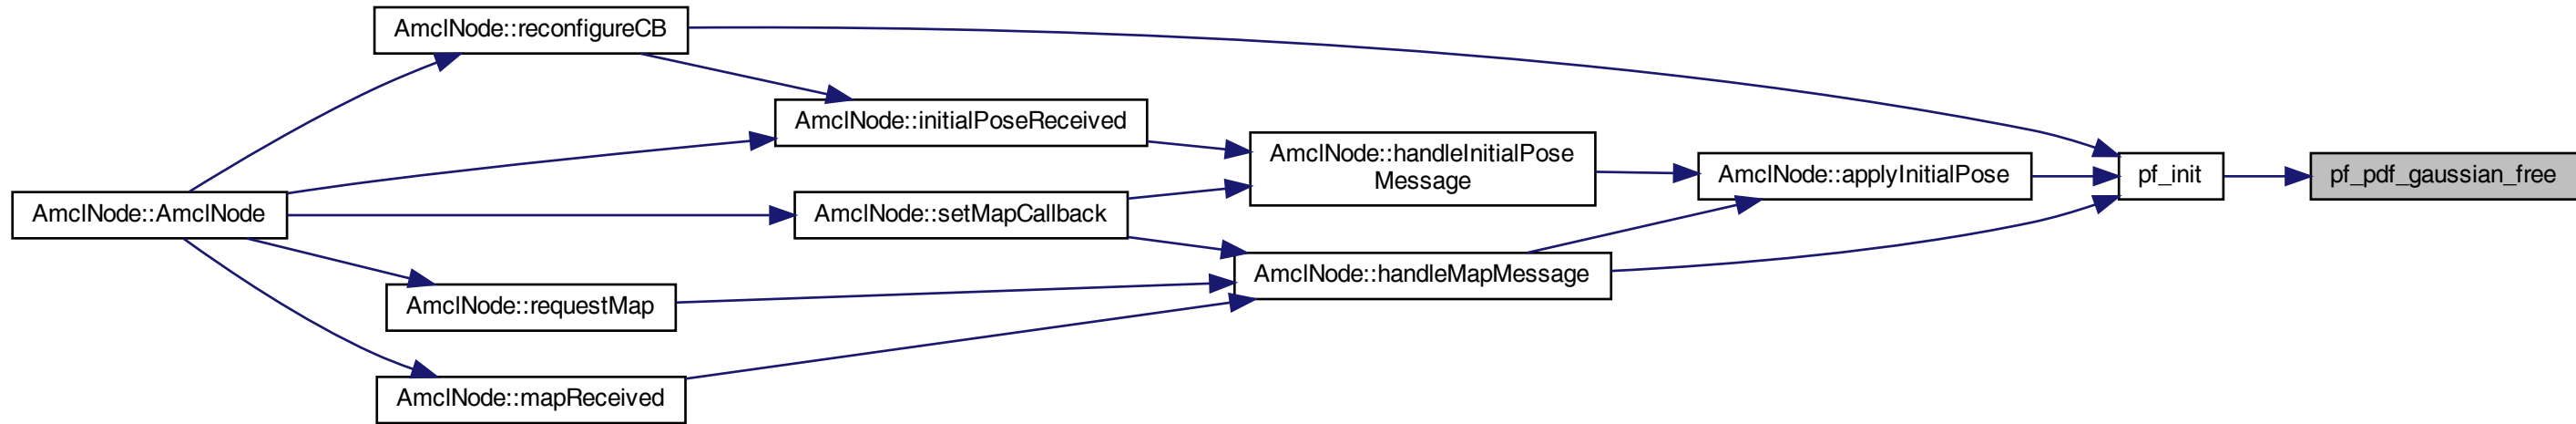 AmclNode::reconfigureCB
AmclNode::initialPoseReceived
AmclNode::handleInitialPose
Message
AmclNode::applyInitialPose
pf_init
pf_pdf_gaussian_free
AmclNode::AmclNode
AmclNode::setMapCallback
AmclNode::handleMapMessage
AmclNode::requestMap
AmclNode::mapReceived